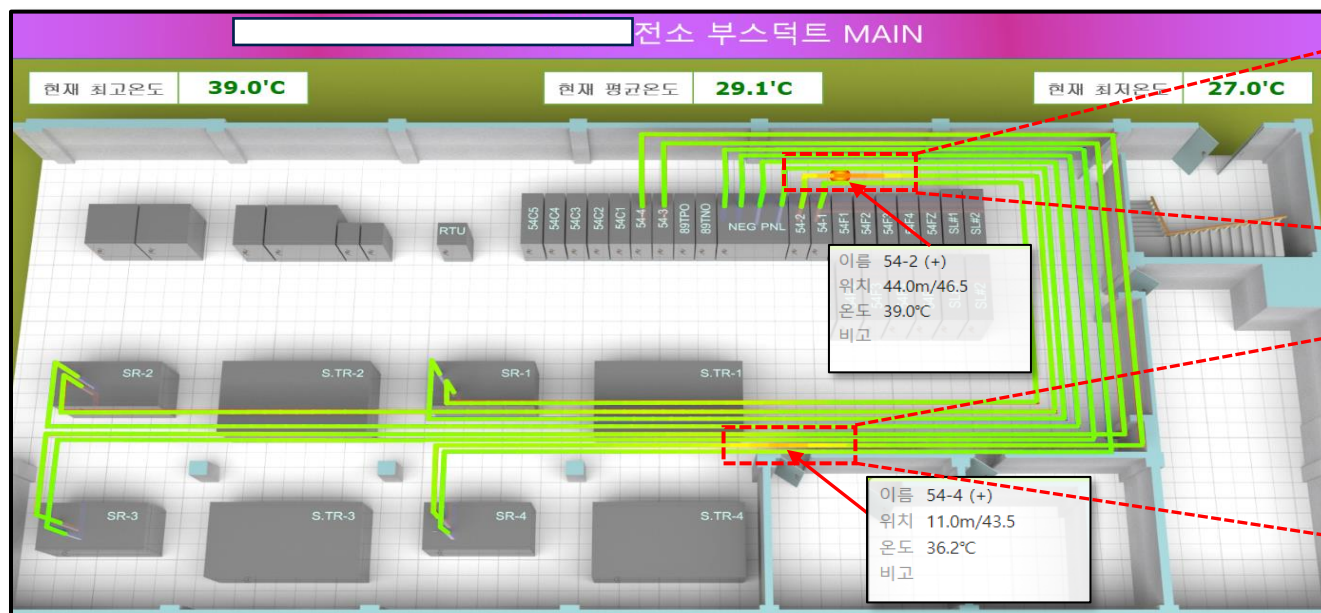 전소 부스덕트 MAIN
현재 최고온도 39.0'C
현재 평균온도 29.1'C
현재 최저온도 27.0'C
RTU
54C5
54C4
54C3
54C2
54C1
54-4
54-3
89TPO
89TNO
NEG PNL
54-2
54-1
54F1
54F2
54F4
54FZ
SL#1
SL#2
SL#2
이름 54-2 (+)
위치 44.0m/46.5
온도 39.0℃
비고
SR-2
S.TR-2
SR-1
S.TR-1
이름 54-4 (+)
위치 11.0m/43.5
온도 36.2℃
비고
SR-3
S.TR-3
SR-4
S.TR-4